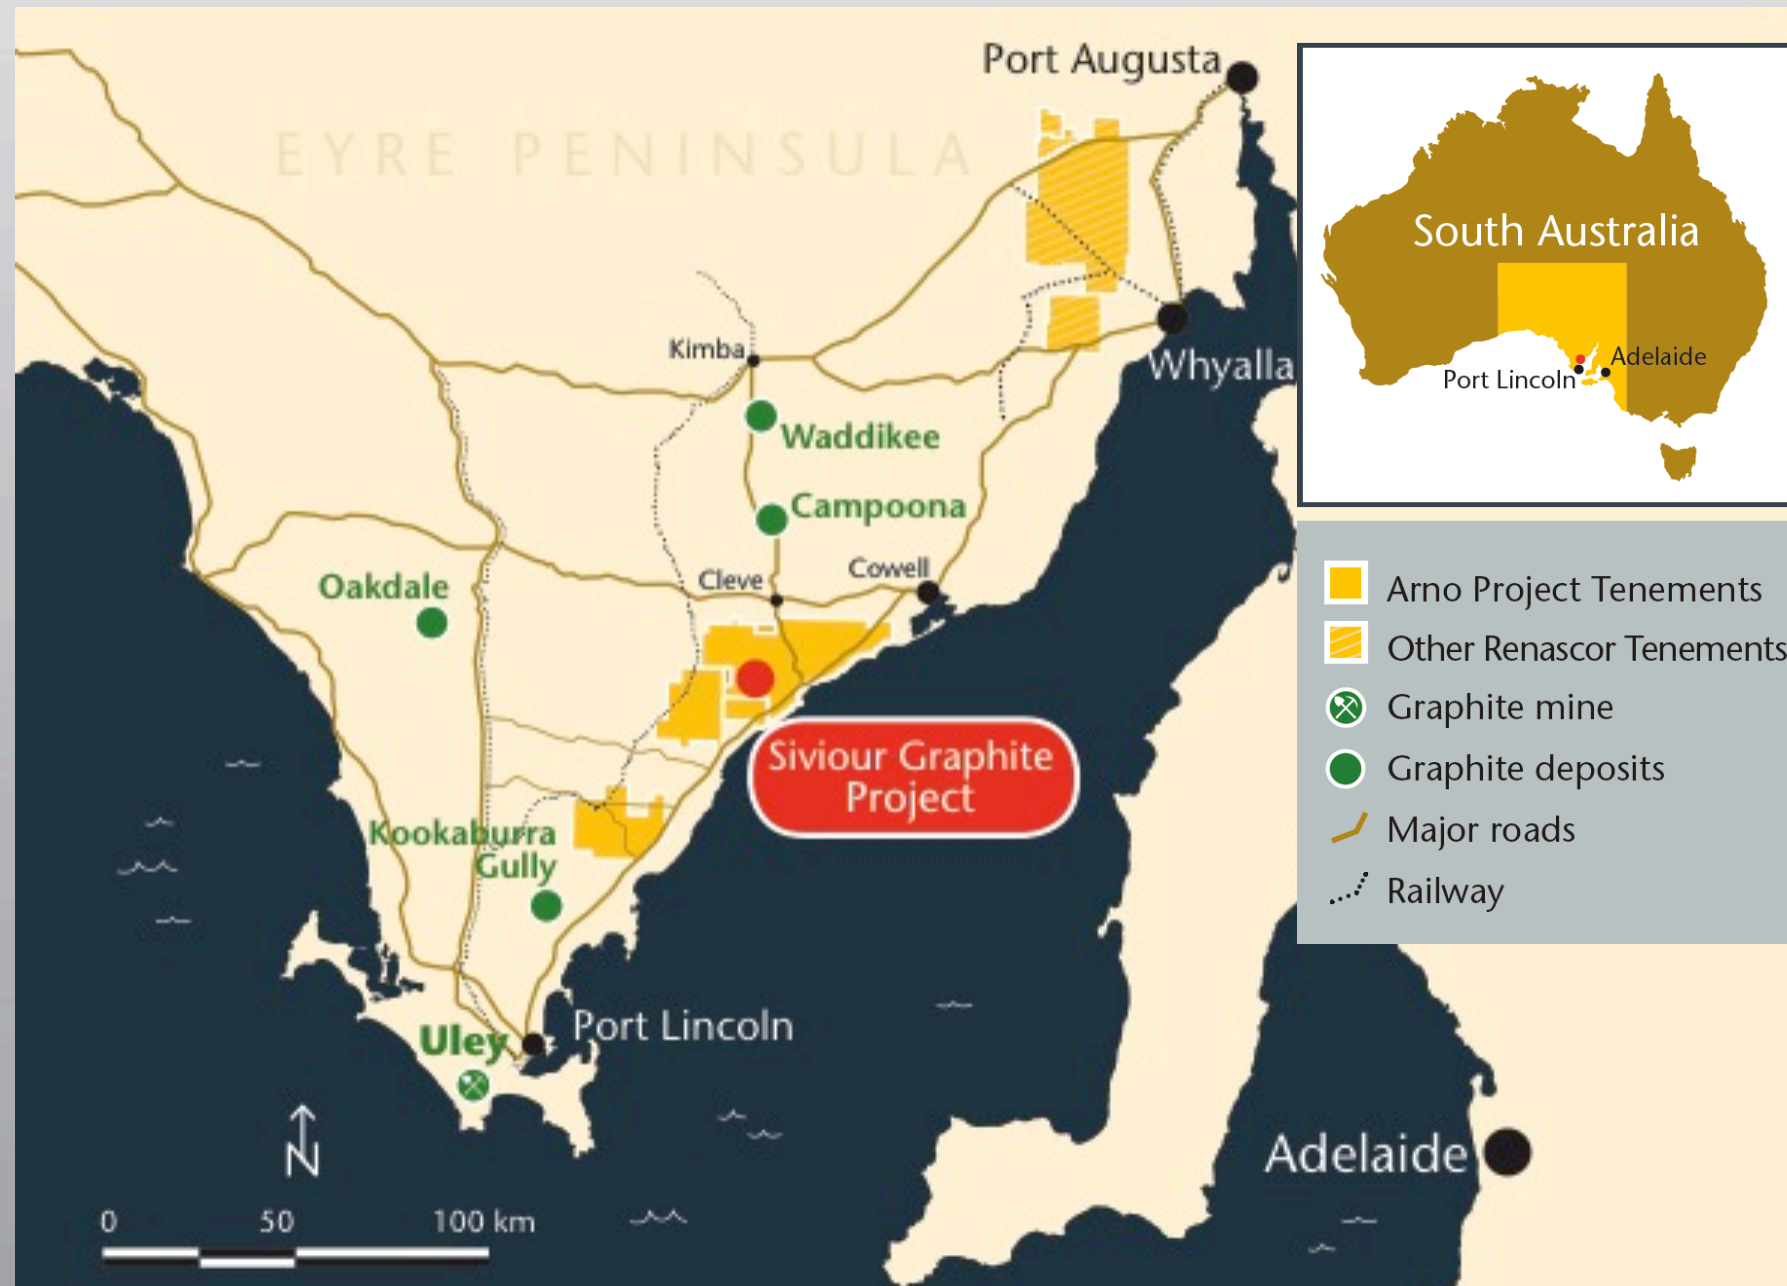 Port Augusta
EYRE PENINSULA
South Australia
Adelaide
Port Lincoln
Kimba
Whyalla
Waddikee
Campoona
Cleve
Cowell
Oakdale
Arno Project Tenements
Other Renascor Tenements
Graphite mine
Graphite deposits
Major roads
Railway
Siviour Graphite
Project
Kookaburra
Gully
Uley
Port Lincoln
N
Adelaide
0 50 100 km